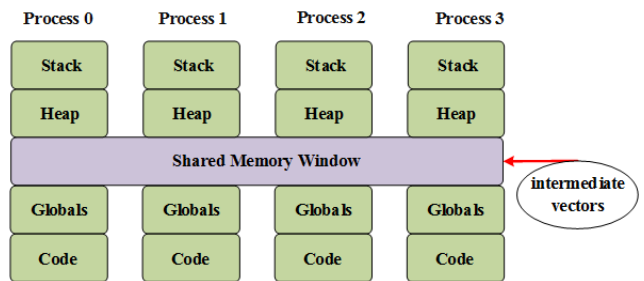 Process 0 Process 1 Process 2 Process 3
Stack Stack Stack Stack
Heap Heap Heap Heap
Shared Memory Window
intermediate
vectors
Globals Globals Globals Globals
Code Code Code Code